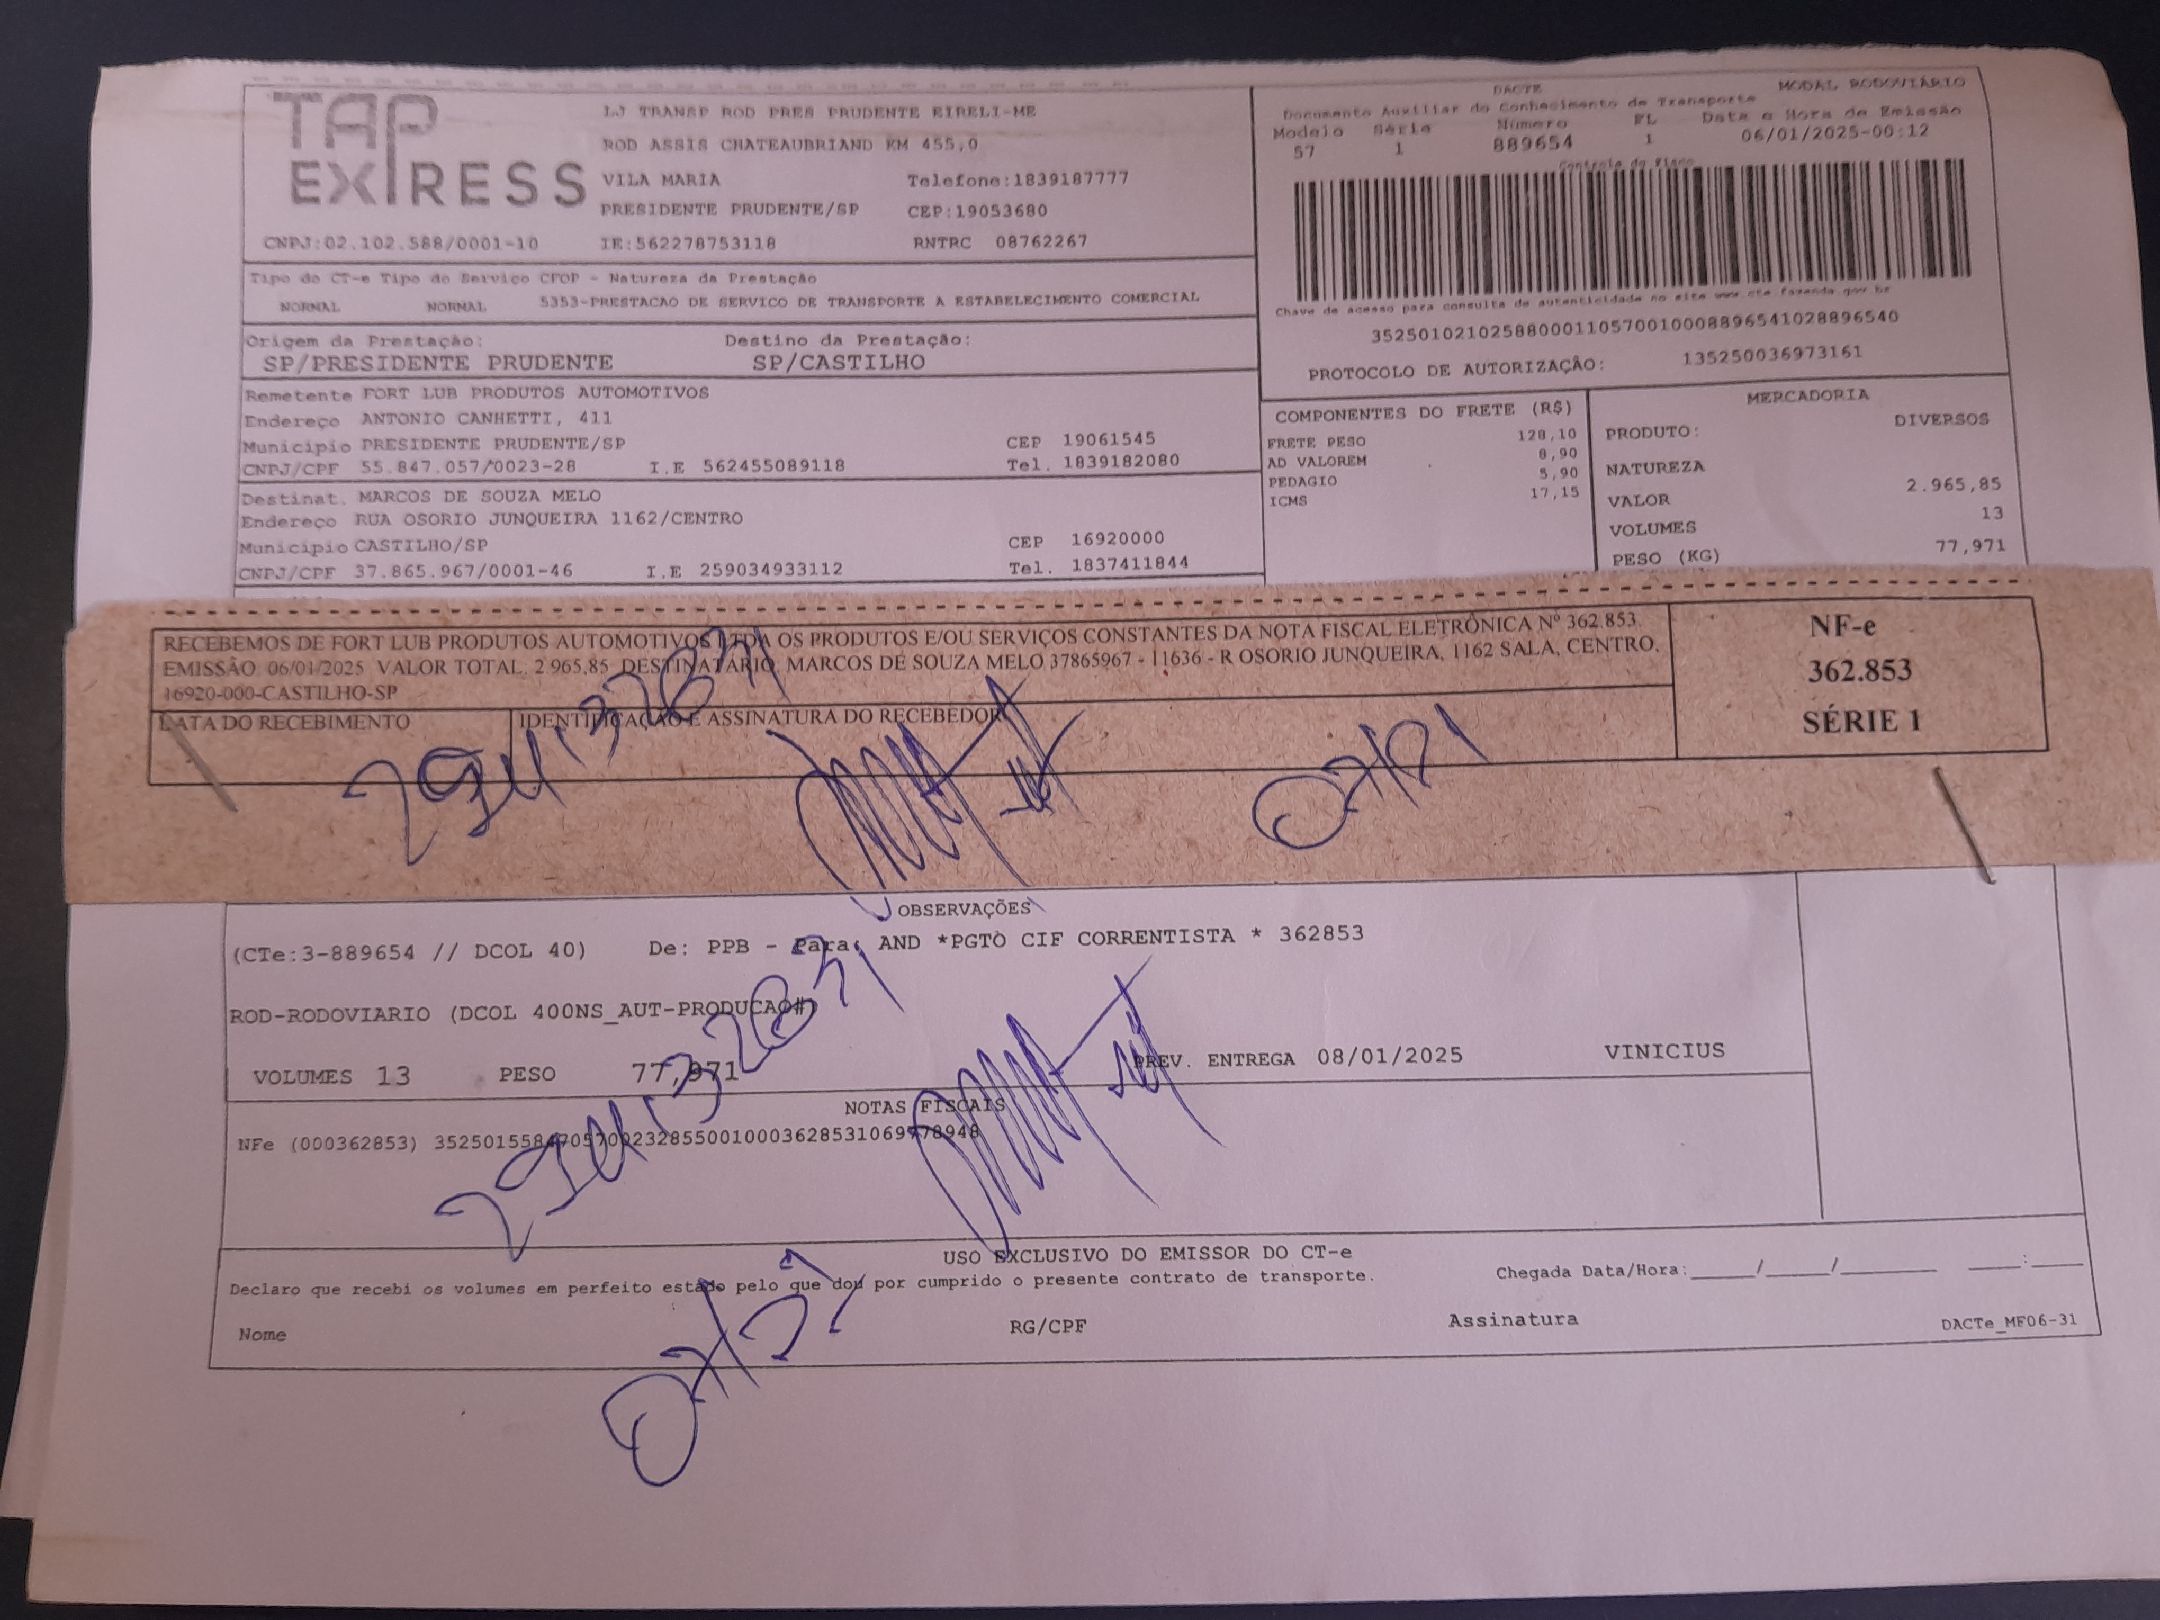 TAP
EXPRESS
LJ TRANSP ROD PRES PRUDENTE EIRELI-ME
ROD ASSIS CHATEAUBRIAND KM 455,0
VILA MARIA Telefone:1839187777
PRESIDENTE PRUDENTE/SP CEP:19053680
CNPJ:02.102.588/0001-10 IE:562278753118 RNTRC 08762267
DACTE MODAL RODOVIÁRIO
Documento Auxiliar do Conhecimento de Transporte
Modelo Série Número FL Data e Hora de Emissão
57 1 889654 1 06/01/2025-00:12
Controle do Fisco
Chave de acesso para consulta de autenticidade no site www.cte.fazenda.gov.br
35250102102588000110570010008896541028896540
PROTOCOLO DE AUTORIZAÇÃO: 135250036973161
Tipo do CT-e Tipo do Serviço CFOP - Natureza da Prestação
NORMAL NORMAL 5353-PRESTACAO DE SERVICO DE TRANSPORTE A ESTABELECIMENTO COMERCIAL
Origem da Prestação: Destino da Prestação:
SP/PRESIDENTE PRUDENTE SP/CASTILHO
Remetente FORT LUB PRODUTOS AUTOMOTIVOS
Endereço ANTONIO CANHETTI, 411
Município PRESIDENTE PRUDENTE/SP CEP 19061545
CNPJ/CPF 55.847.057/0023-28 I.E 562455089118 Tel. 1839182080
Destinat. MARCOS DE SOUZA MELO
Endereço RUA OSORIO JUNQUEIRA 1162/CENTRO
Município CASTILHO/SP CEP 16920000
CNPJ/CPF 37.865.967/0001-46 I.E 259034933112 Tel. 1837411844
COMPONENTES DO FRETE (R$)
FRETE PESO 128,10
AD VALOREM 8,90
PEDAGIO 5,90
ICMS 17,15
MERCADORIA
PRODUTO: DIVERSOS
NATUREZA
VALOR 2.965,85
VOLUMES 13
PESO (KG) 77,971
RECEBEMOS DE FORT LUB PRODUTOS AUTOMOTIVOS LTDA OS PRODUTOS E/OU SERVIÇOS CONSTANTES DA NOTA FISCAL ELETRÔNICA Nº 362.853.
EMISSÃO: 06/01/2025 VALOR TOTAL: 2.965,85 DESTINATÁRIO: MARCOS DE SOUZA MELO 37865967 - 11636 - R OSORIO JUNQUEIRA, 1162 SALA, CENTRO,
16920-000-CASTILHO-SP
DATA DO RECEBIMENTO IDENTIFICAÇÃO E ASSINATURA DO RECEBEDOR
NF-e
362.853
SÉRIE 1
OBSERVAÇÕES
(CTe:3-889654 // DCOL 40) De: PPB - Para: AND *PGTO CIF CORRENTISTA * 362853
ROD-RODOVIARIO (DCOL 400NS_AUT-PRODUCAO#)
VOLUMES 13 PESO 77,971 PREV. ENTREGA 08/01/2025 VINICIUS
NOTAS FISCAIS
NFe (000362853) 35250155847057002328550010003628531069978948
USO EXCLUSIVO DO EMISSOR DO CT-e
Declaro que recebi os volumes em perfeito estado pelo que dou por cumprido o presente contrato de transporte. Chegada Data/Hora:_____/_____/________ ____:____
Nome RG/CPF Assinatura DACTe_MF06-31